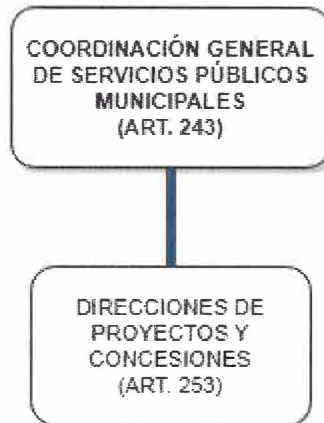 COORDINACIÓN GENERAL
DE SERVICIOS PÚBLICOS
MUNICIPALES
(ART. 243)
DIRECCIONES DE
PROYECTOS Y
CONCESIONES
(ART. 253)